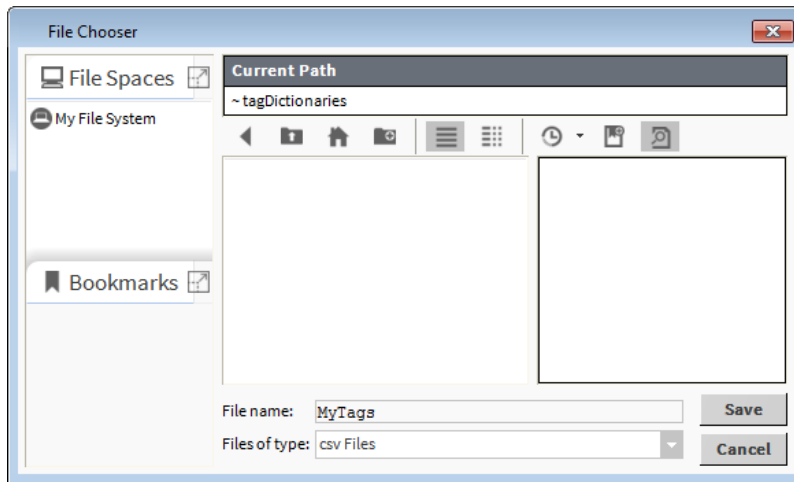 File Chooser
File Spaces
My File System
Bookmarks
Current Path
~tagDictionaries
File name: MyTags
Save
Files of type: csv Files
Cancel